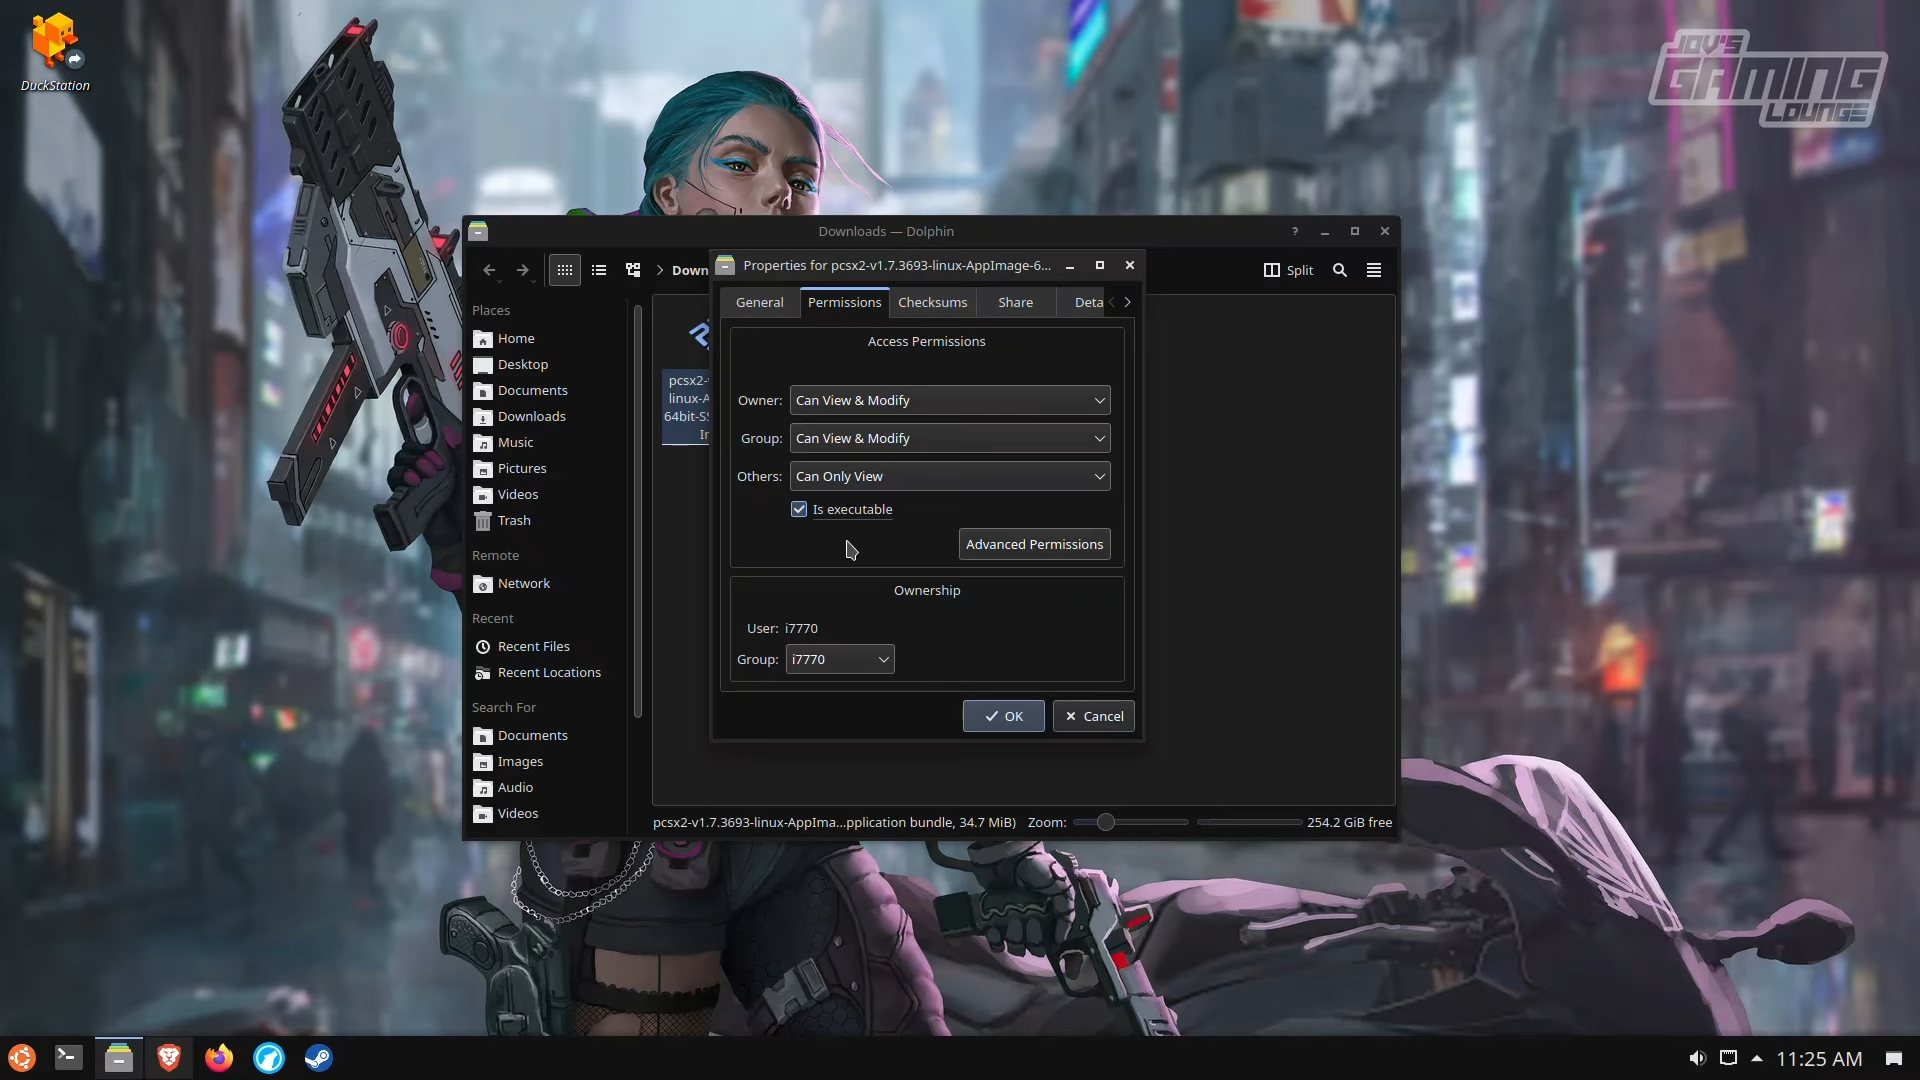 DuckStation
JOV'S
GAMING
LOUNGE
Downloads — Dolphin
Down
Split
Properties for pcsx2-v1.7.3693-linux-AppImage-6...
General
Permissions
Checksums
Share
Deta
Places
Home
Desktop
Documents
Downloads
Music
Pictures
Videos
Trash
Remote
Network
Recent
Recent Files
Recent Locations
Search For
Documents
Images
Audio
Videos
pcsx2-
linux-A
64bit-S
Access Permissions
Owner: Can View & Modify
Group: Can View & Modify
Others: Can Only View
Is executable
Advanced Permissions
Ownership
User: i7770
Group: i7770
OK
Cancel
pcsx2-v1.7.3693-linux-AppIma...pplication bundle, 34.7 MiB)
Zoom:
254.2 GiB free
11:25 AM